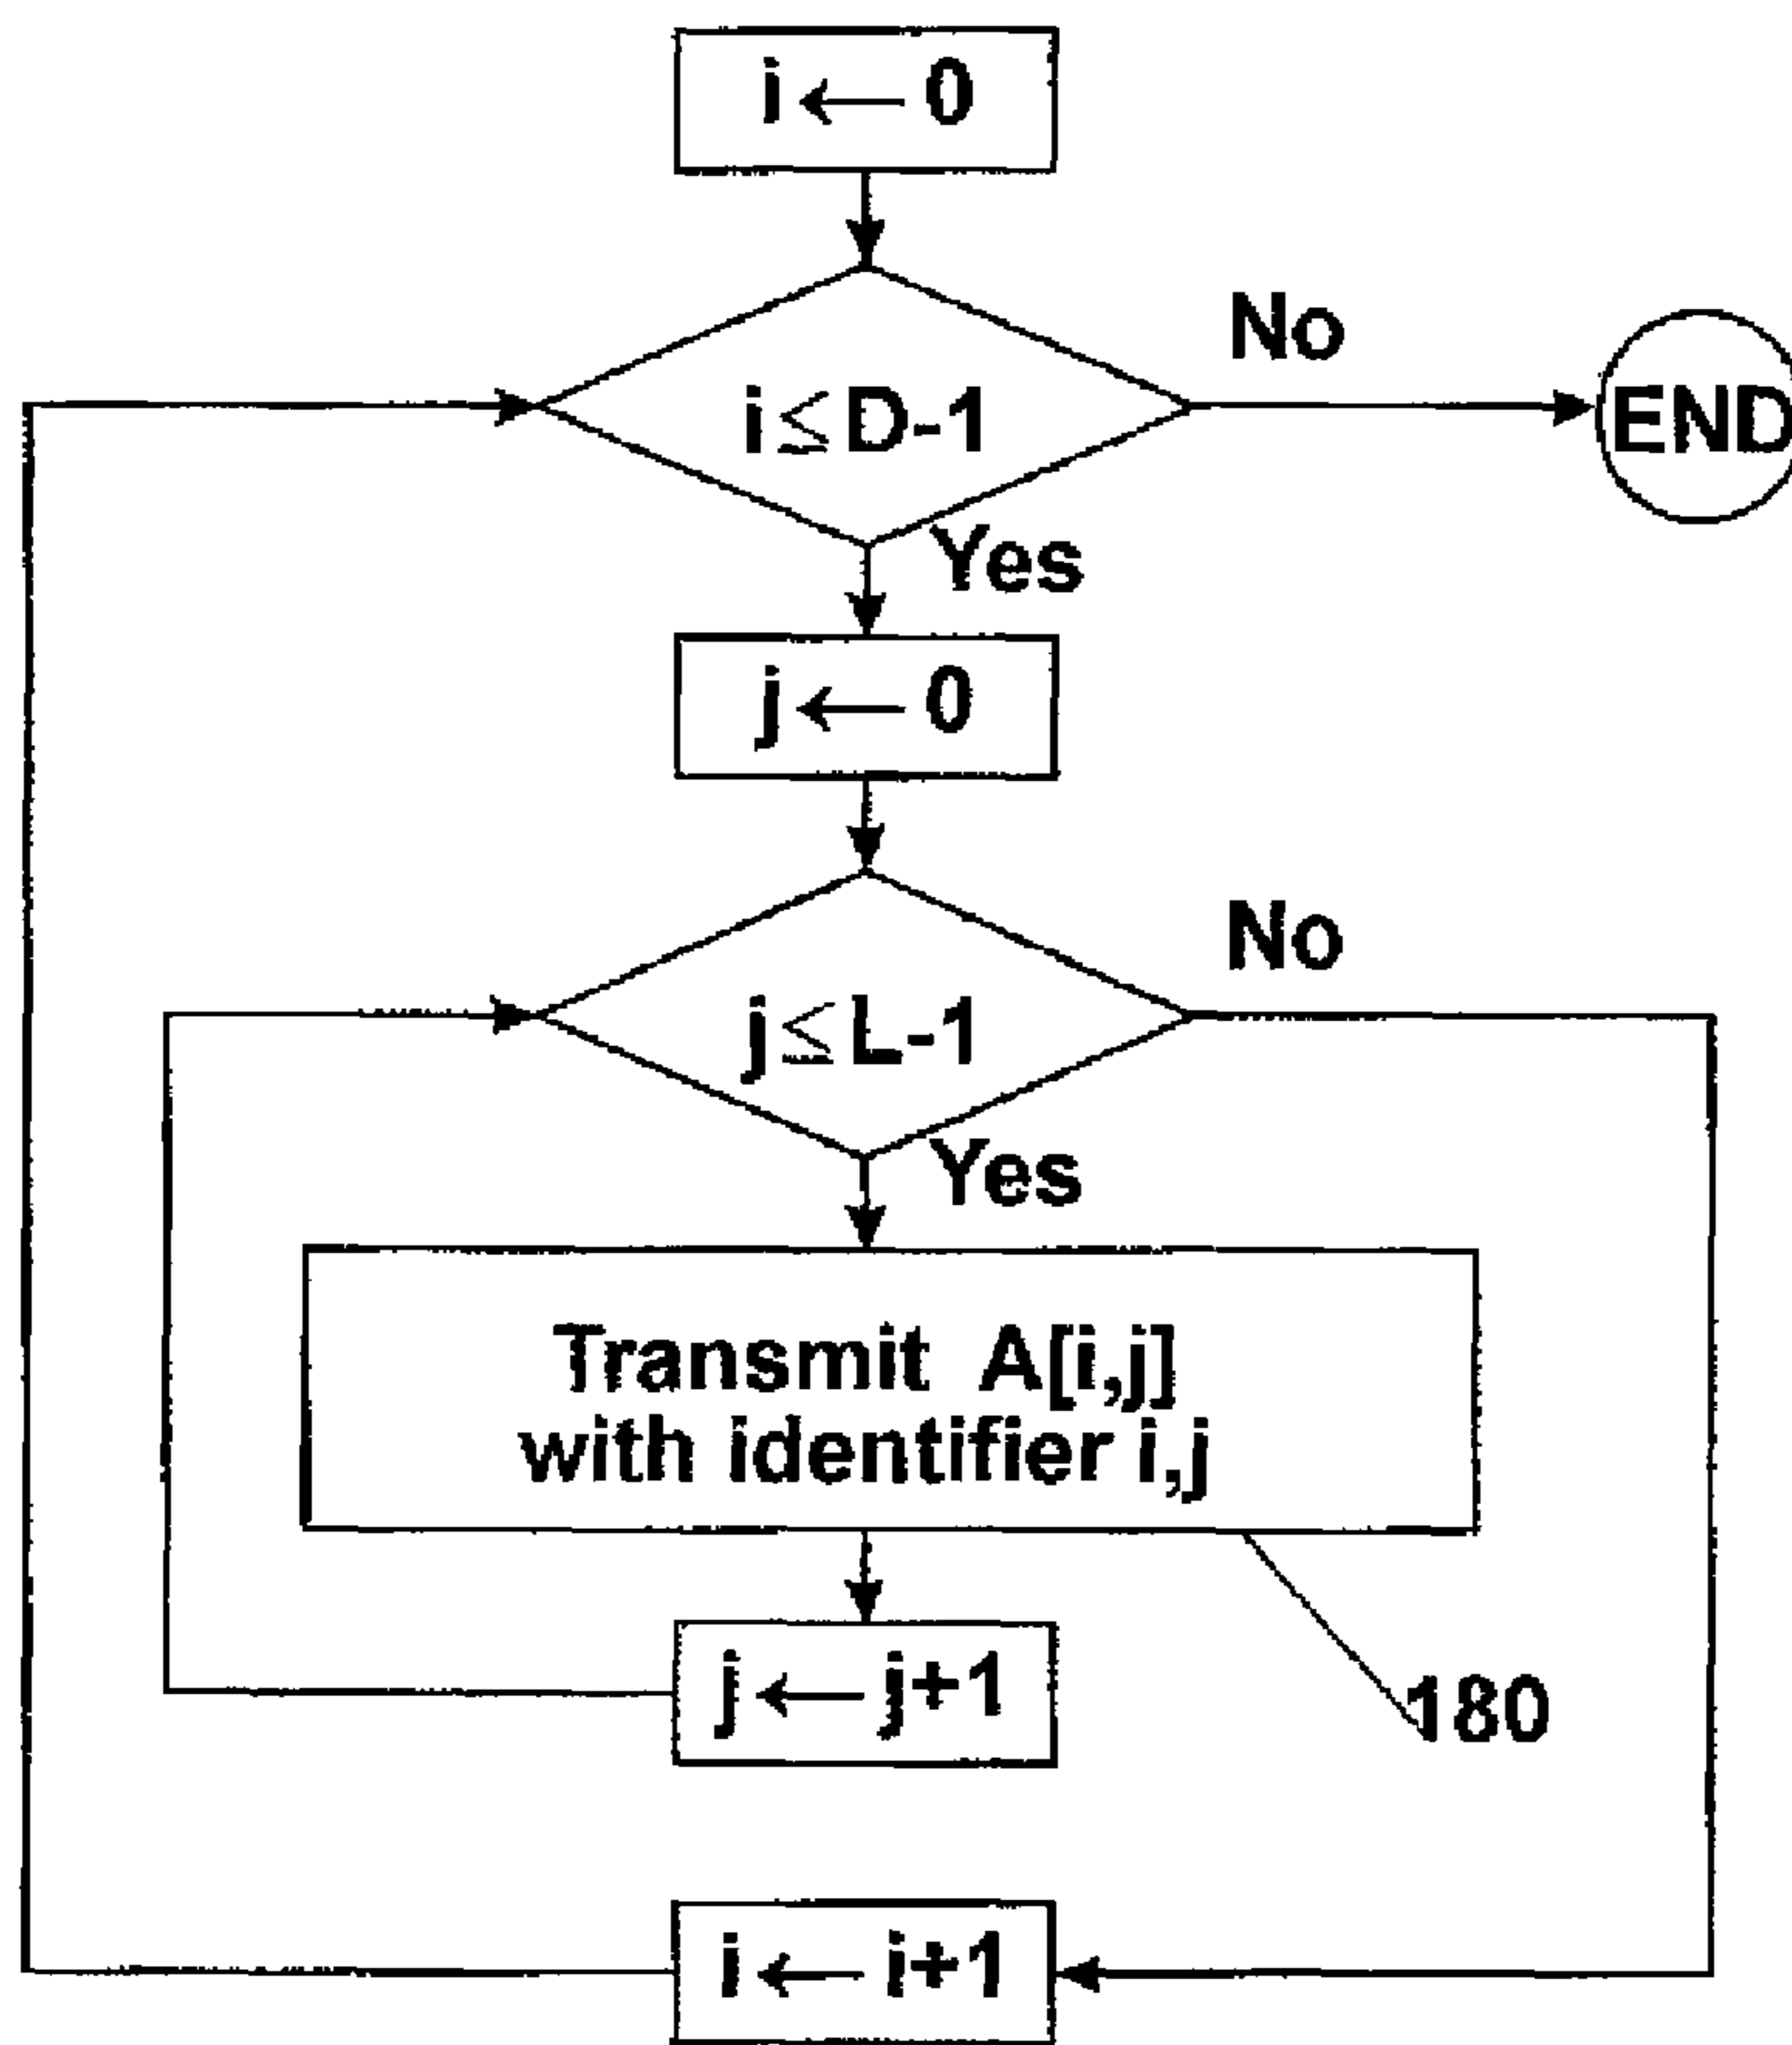 i ← 0
No
i ≤ D-1
END
Yes
j ← 0
No
j ≤ L-1
Yes
Transmit A[i,j]
with identifier i,j
j ← j+1
180
i ← i+1